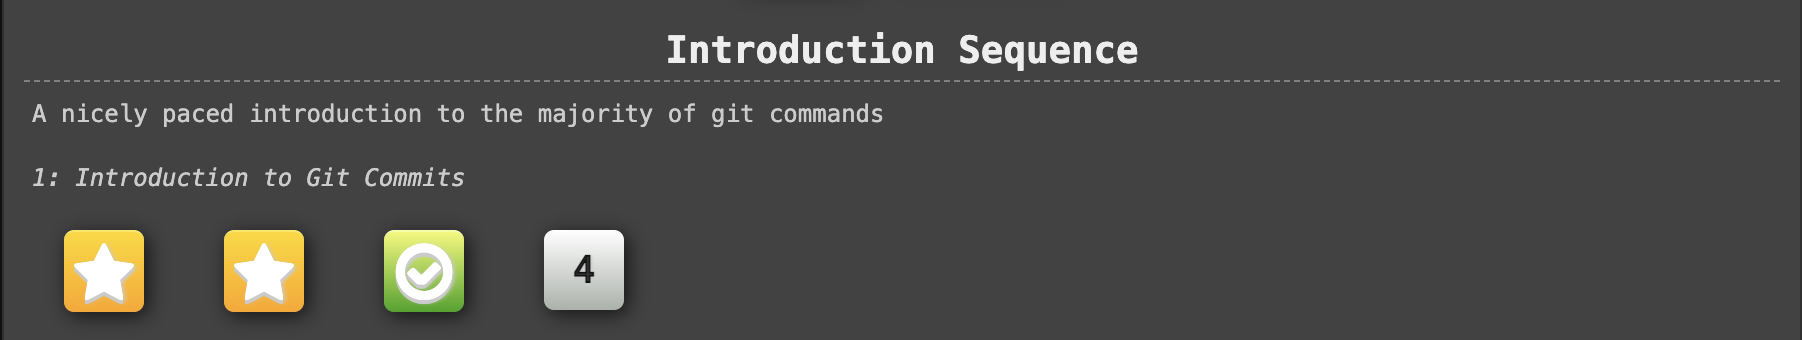 Introduction Sequence
A nicely paced introduction to the majority of git commands
1: Introduction to Git Commits
4